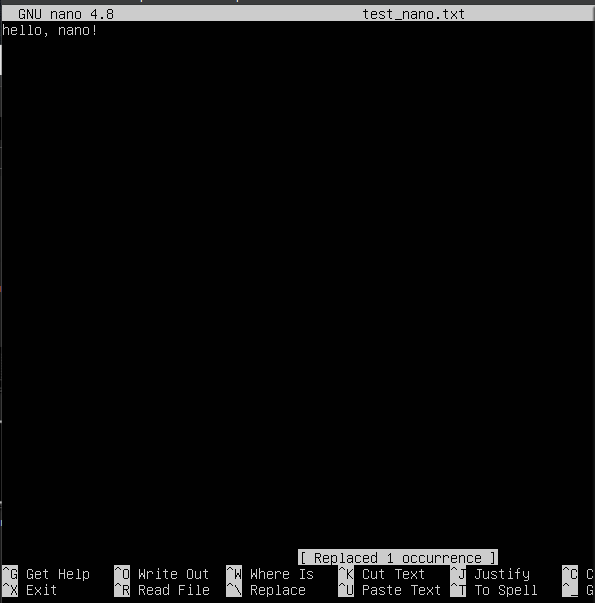 GNU nano 4.8 test_nano.txt
hello, nano!
[ Replaced 1 occurrence ]
^G Get Help ^O Write Out ^W Where Is ^K Cut Text ^J Justify ^C C
^X Exit ^R Read File ^\ Replace ^U Paste Text ^T To Spell ^_ G